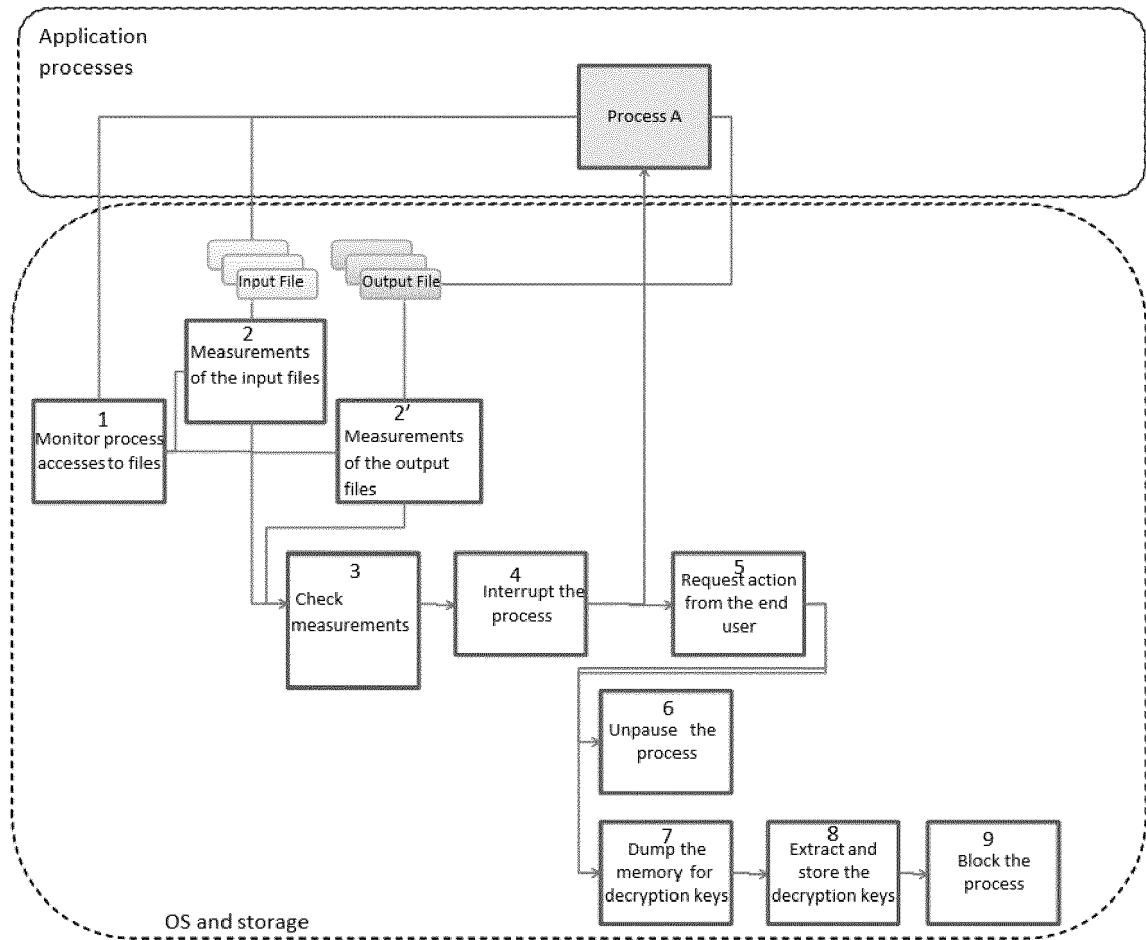 Application
processes
Process A
Input File
Output File
2
Measurements
of the input files
1
Monitor process
accesses to files
2'
Measurements
of the output
files
3
Check
measurements
4
Interrupt the
process
5
Request action
from the end
user
6
Unpause the
process
7
Dump the
memory for
decryption keys
8
Extract and
store the
decryption keys
9
Block the
process
OS and storage